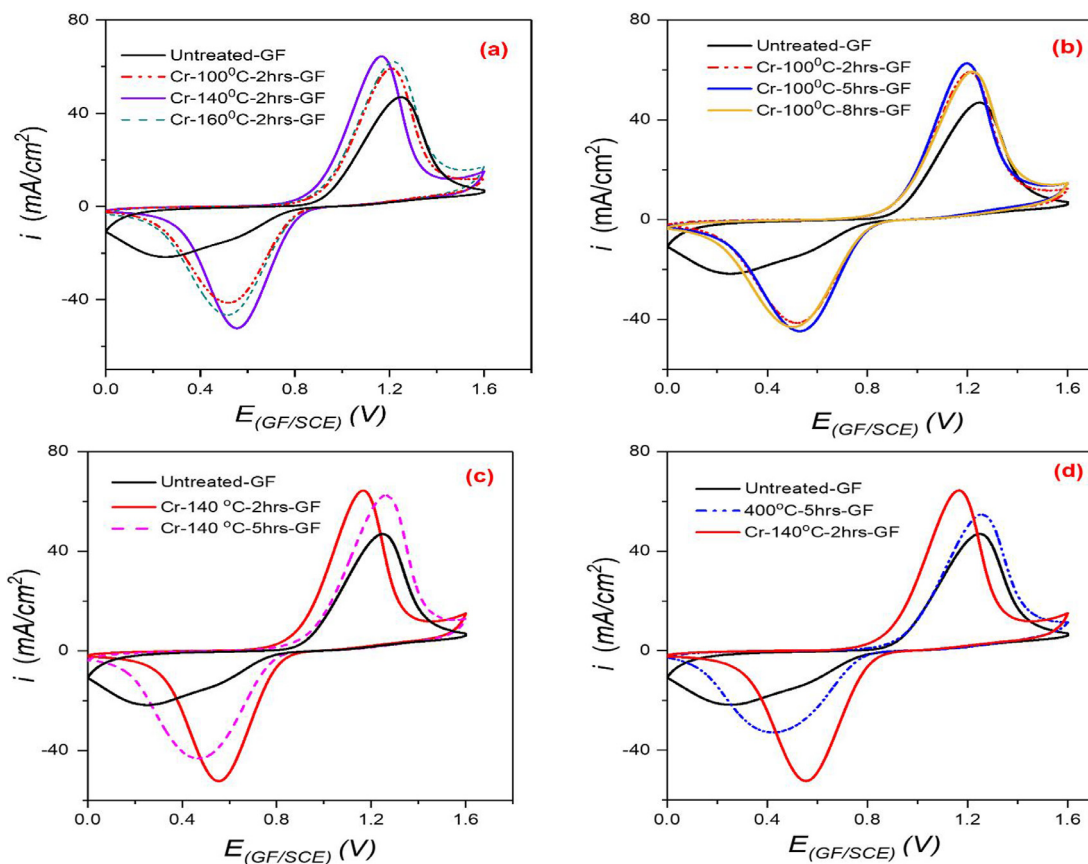 80
(a)
Untreated-GF
Cr-100⁰C-2hrs-GF
Cr-140⁰C-2hrs-GF
Cr-160⁰C-2hrs-GF
40
0
-40
i (mA/cm²)
0.0 0.4 0.8 1.2 1.6
E(GF/SCE) (V)
80
(b)
Untreated-GF
Cr-100⁰C-2hrs-GF
Cr-100⁰C-5hrs-GF
Cr-100⁰C-8hrs-GF
40
0
-40
i (mA/cm²)
0.0 0.4 0.8 1.2 1.6
E(GF/SCE) (V)
80
(c)
Untreated-GF
Cr-140 ⁰C-2hrs-GF
Cr-140 ⁰C-5hrs-GF
40
0
-40
i (mA/cm²)
0.0 0.4 0.8 1.2 1.6
E(GF/SCE) (V)
80
(d)
Untreated-GF
400⁰C-5hrs-GF
Cr-140⁰C-2hrs-GF
40
0
-40
i (mA/cm²)
0.0 0.4 0.8 1.2 1.6
E(GF/SCE) (V)